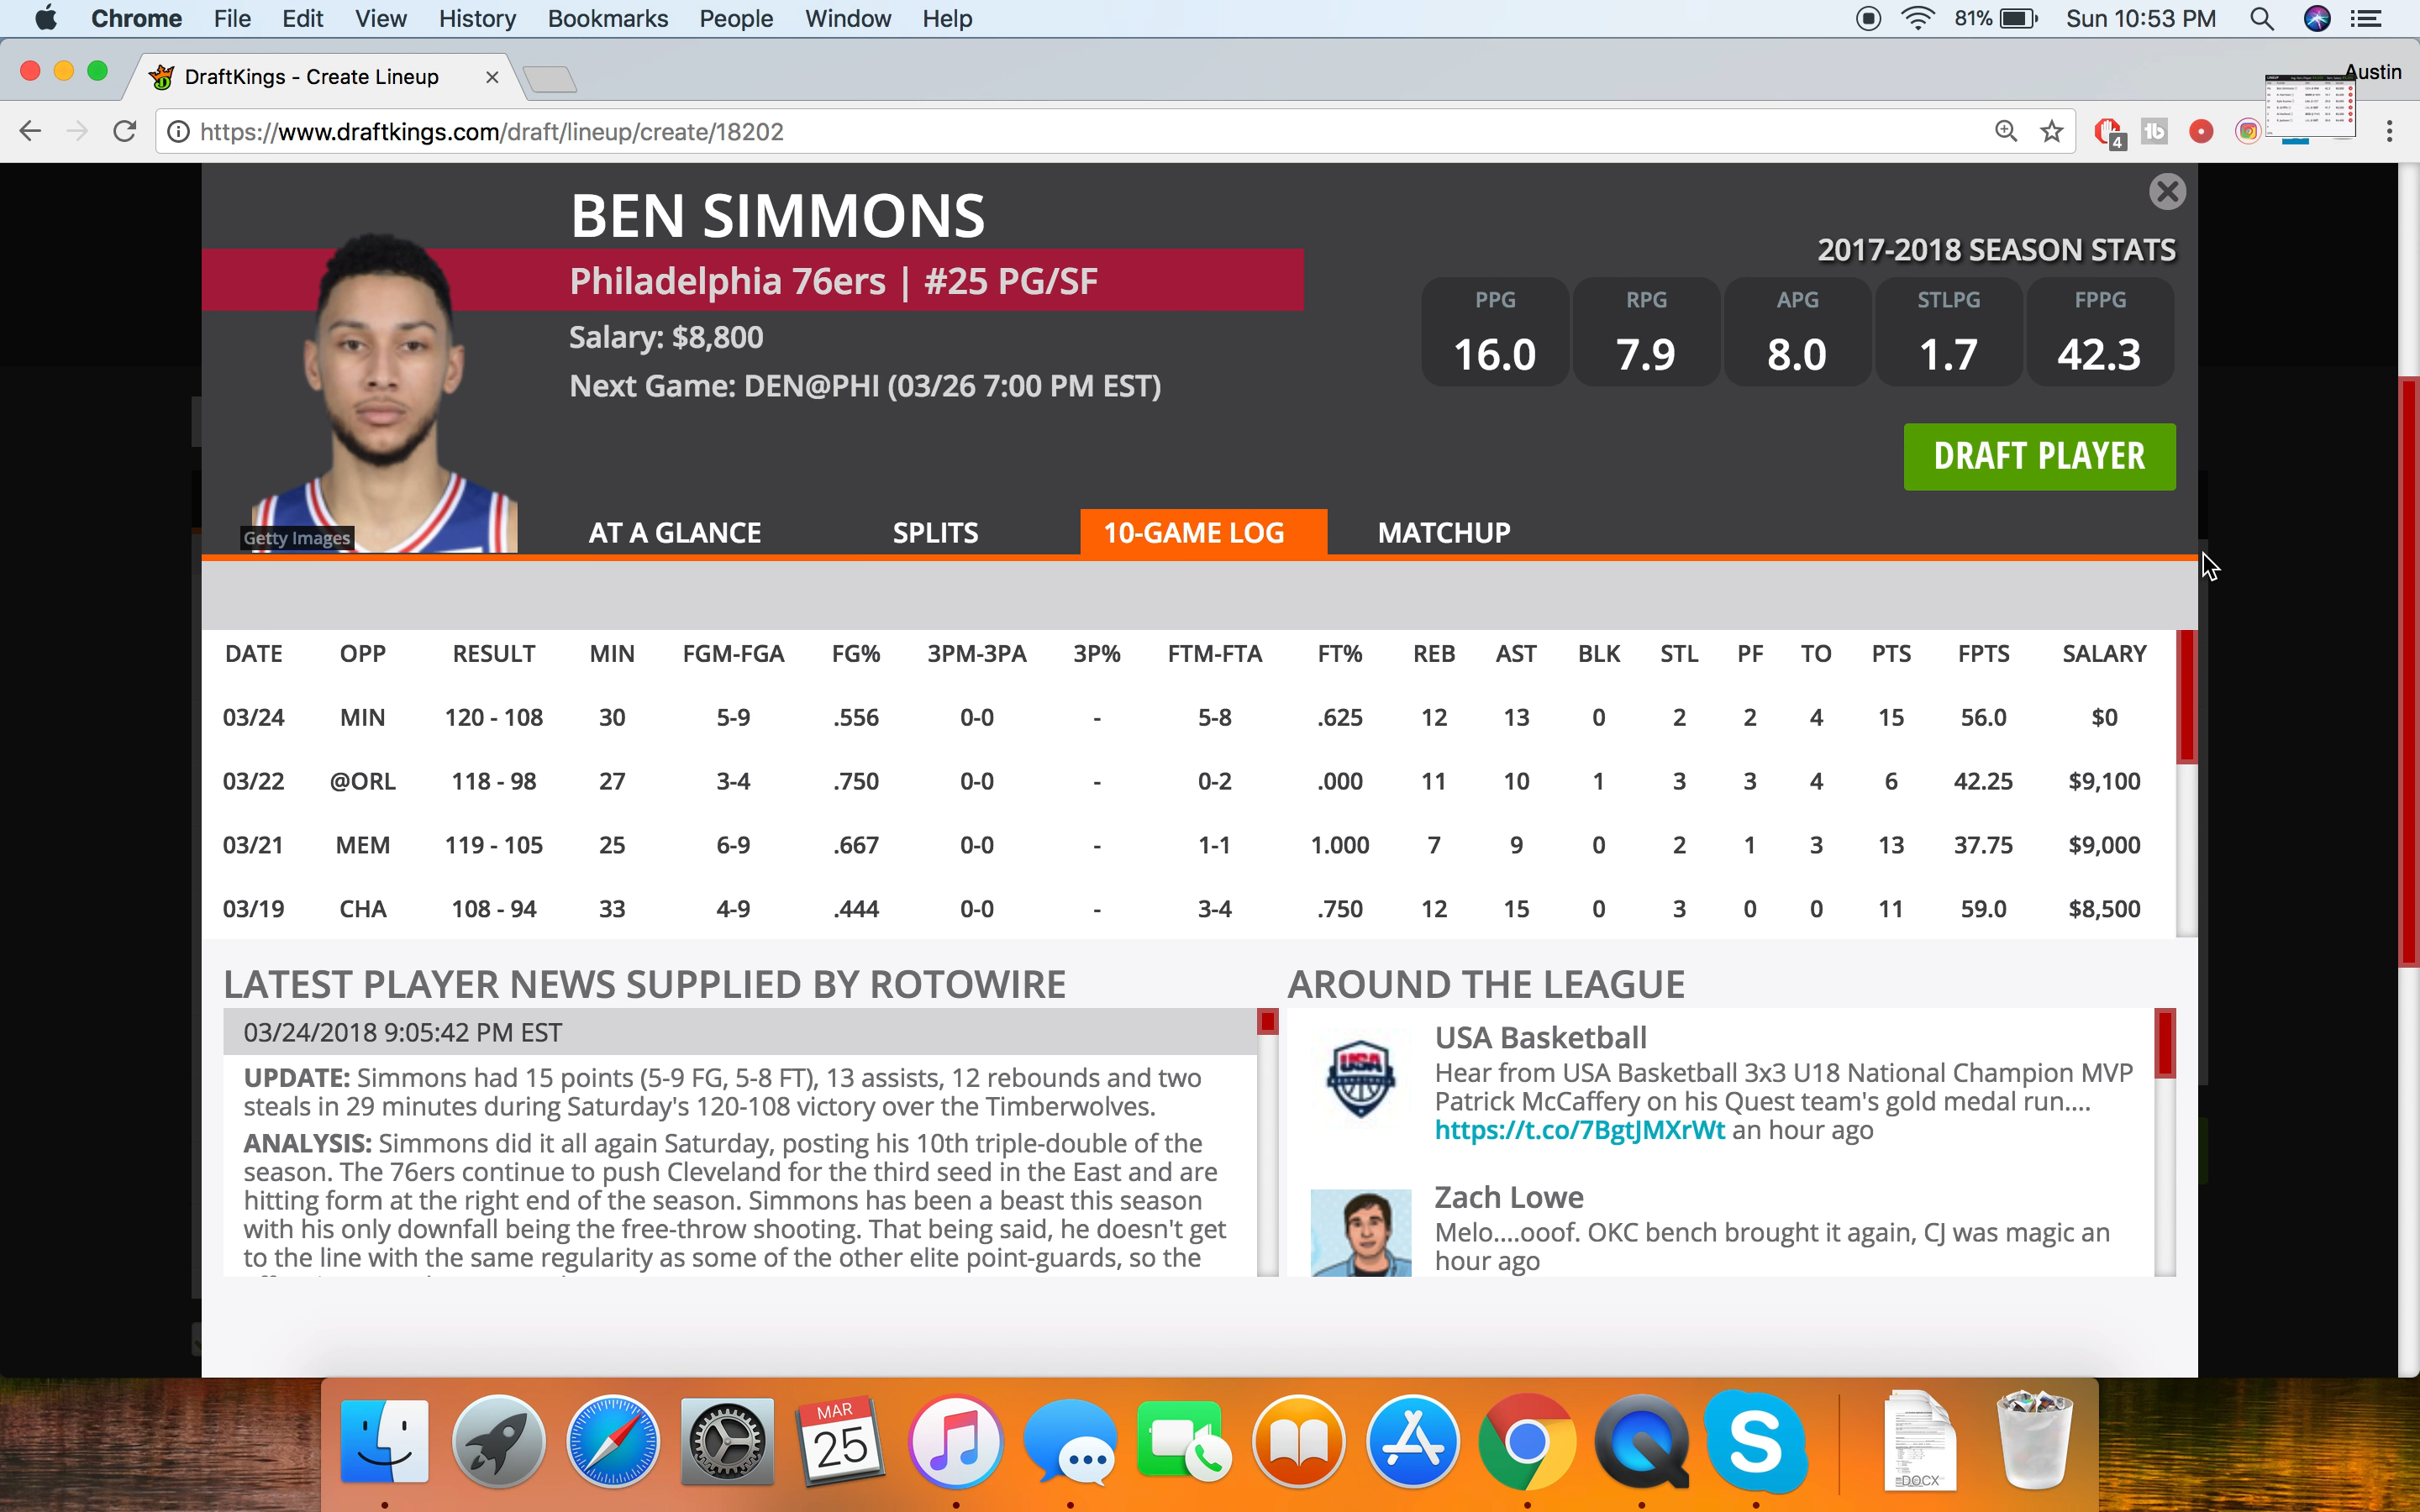 Chrome File Edit View History Bookmarks People Window Help 81% Sun 10:53 PM
DraftKings - Create Lineup
Austin
https://www.draftkings.com/draft/lineup/create/18202
4
BEN SIMMONS
Philadelphia 76ers | #25 PG/SF
Salary: $8,800
Next Game: DEN@PHI (03/26 7:00 PM EST)
2017-2018 SEASON STATS
PPG RPG APG STLPG FPPG
16.0 7.9 8.0 1.7 42.3
DRAFT PLAYER
Getty Images
AT A GLANCE SPLITS 10-GAME LOG MATCHUP
DATE OPP RESULT MIN FGM-FGA FG% 3PM-3PA 3P% FTM-FTA FT% REB AST BLK STL PF TO PTS FPTS SALARY
03/24 MIN 120 - 108 30 5-9 .556 0-0 - 5-8 .625 12 13 0 2 2 4 15 56.0 $0
03/22 @ORL 118 - 98 27 3-4 .750 0-0 - 0-2 .000 11 10 1 3 3 4 6 42.25 $9,100
03/21 MEM 119 - 105 25 6-9 .667 0-0 - 1-1 1.000 7 9 0 2 1 3 13 37.75 $9,000
03/19 CHA 108 - 94 33 4-9 .444 0-0 - 3-4 .750 12 15 0 3 0 0 11 59.0 $8,500
LATEST PLAYER NEWS SUPPLIED BY ROTOWIRE
03/24/2018 9:05:42 PM EST
UPDATE: Simmons had 15 points (5-9 FG, 5-8 FT), 13 assists, 12 rebounds and two
steals in 29 minutes during Saturday's 120-108 victory over the Timberwolves.
ANALYSIS: Simmons did it all again Saturday, posting his 10th triple-double of the
season. The 76ers continue to push Cleveland for the third seed in the East and are
hitting form at the right end of the season. Simmons has been a beast this season
with his only downfall being the free-throw shooting. That being said, he doesn't get
to the line with the same regularity as some of the other elite point-guards, so the
AROUND THE LEAGUE
USA
USA Basketball
Hear from USA Basketball 3x3 U18 National Champion MVP
Patrick McCaffery on his Quest team's gold medal run....
https://t.co/7BgtJMXrWt an hour ago
Zach Lowe
Melo....ooof. OKC bench brought it again, CJ was magic an
hour ago
MAR
25
DOCX